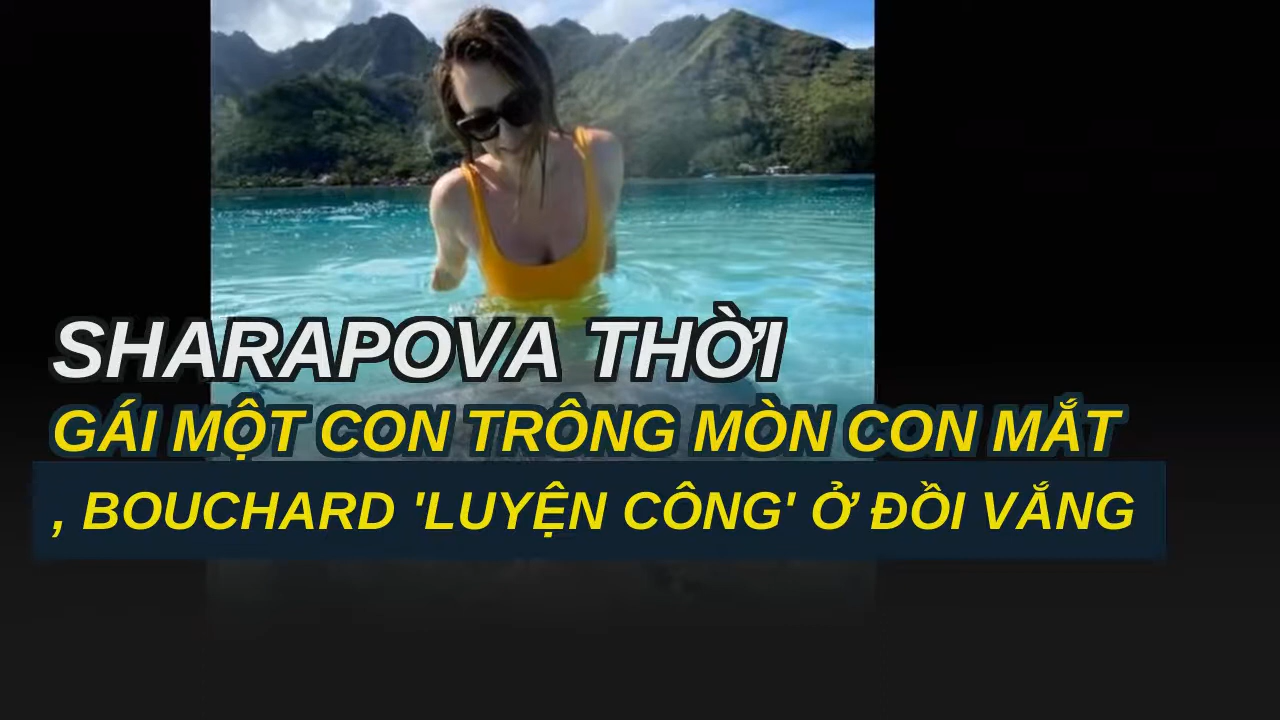 SHARAPOVA THỜI
GÁI MỘT CON TRÔNG MÒN CON MẮT
, BOUCHARD 'LUYỆN CÔNG' Ở ĐỒI VẮNG